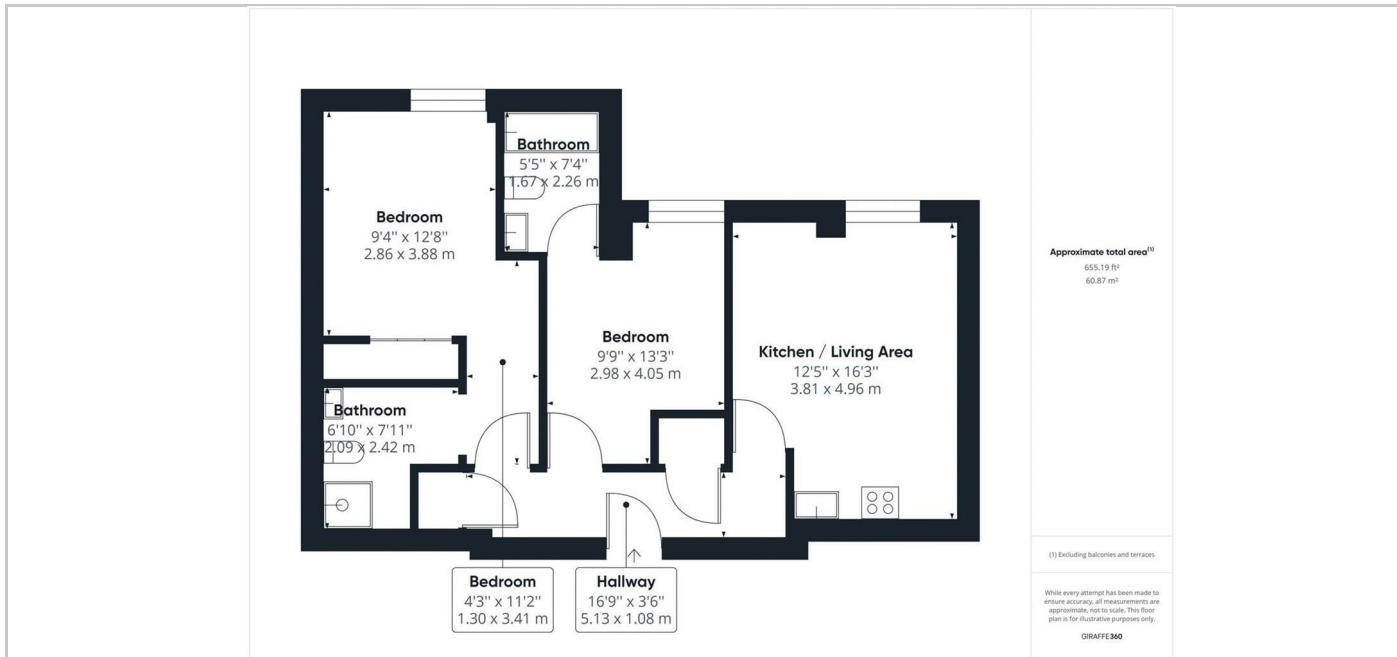 Bathroom
5'5'' x 7'4''
1.67 x 2.26 m
Bedroom
9'4'' x 12'8''
2.86 x 3.88 m
Bedroom
9'9'' x 13'3''
2.98 x 4.05 m
Kitchen / Living Area
12'5'' x 16'3''
3.81 x 4.96 m
Bathroom
6'10'' x 7'11''
2.09 x 2.42 m
Bedroom
4'3'' x 11'2''
1.30 x 3.41 m
Hallway
16'9'' x 3'6''
5.13 x 1.08 m
Approximate total area(1)
655.19 ft²
60.87 m²
(1) Excluding balconies and terraces
While every attempt has been made to
ensure accuracy, all measurements are
approximate, not to scale. This floor
plan is for illustrative purposes only.
GIRAFFE360